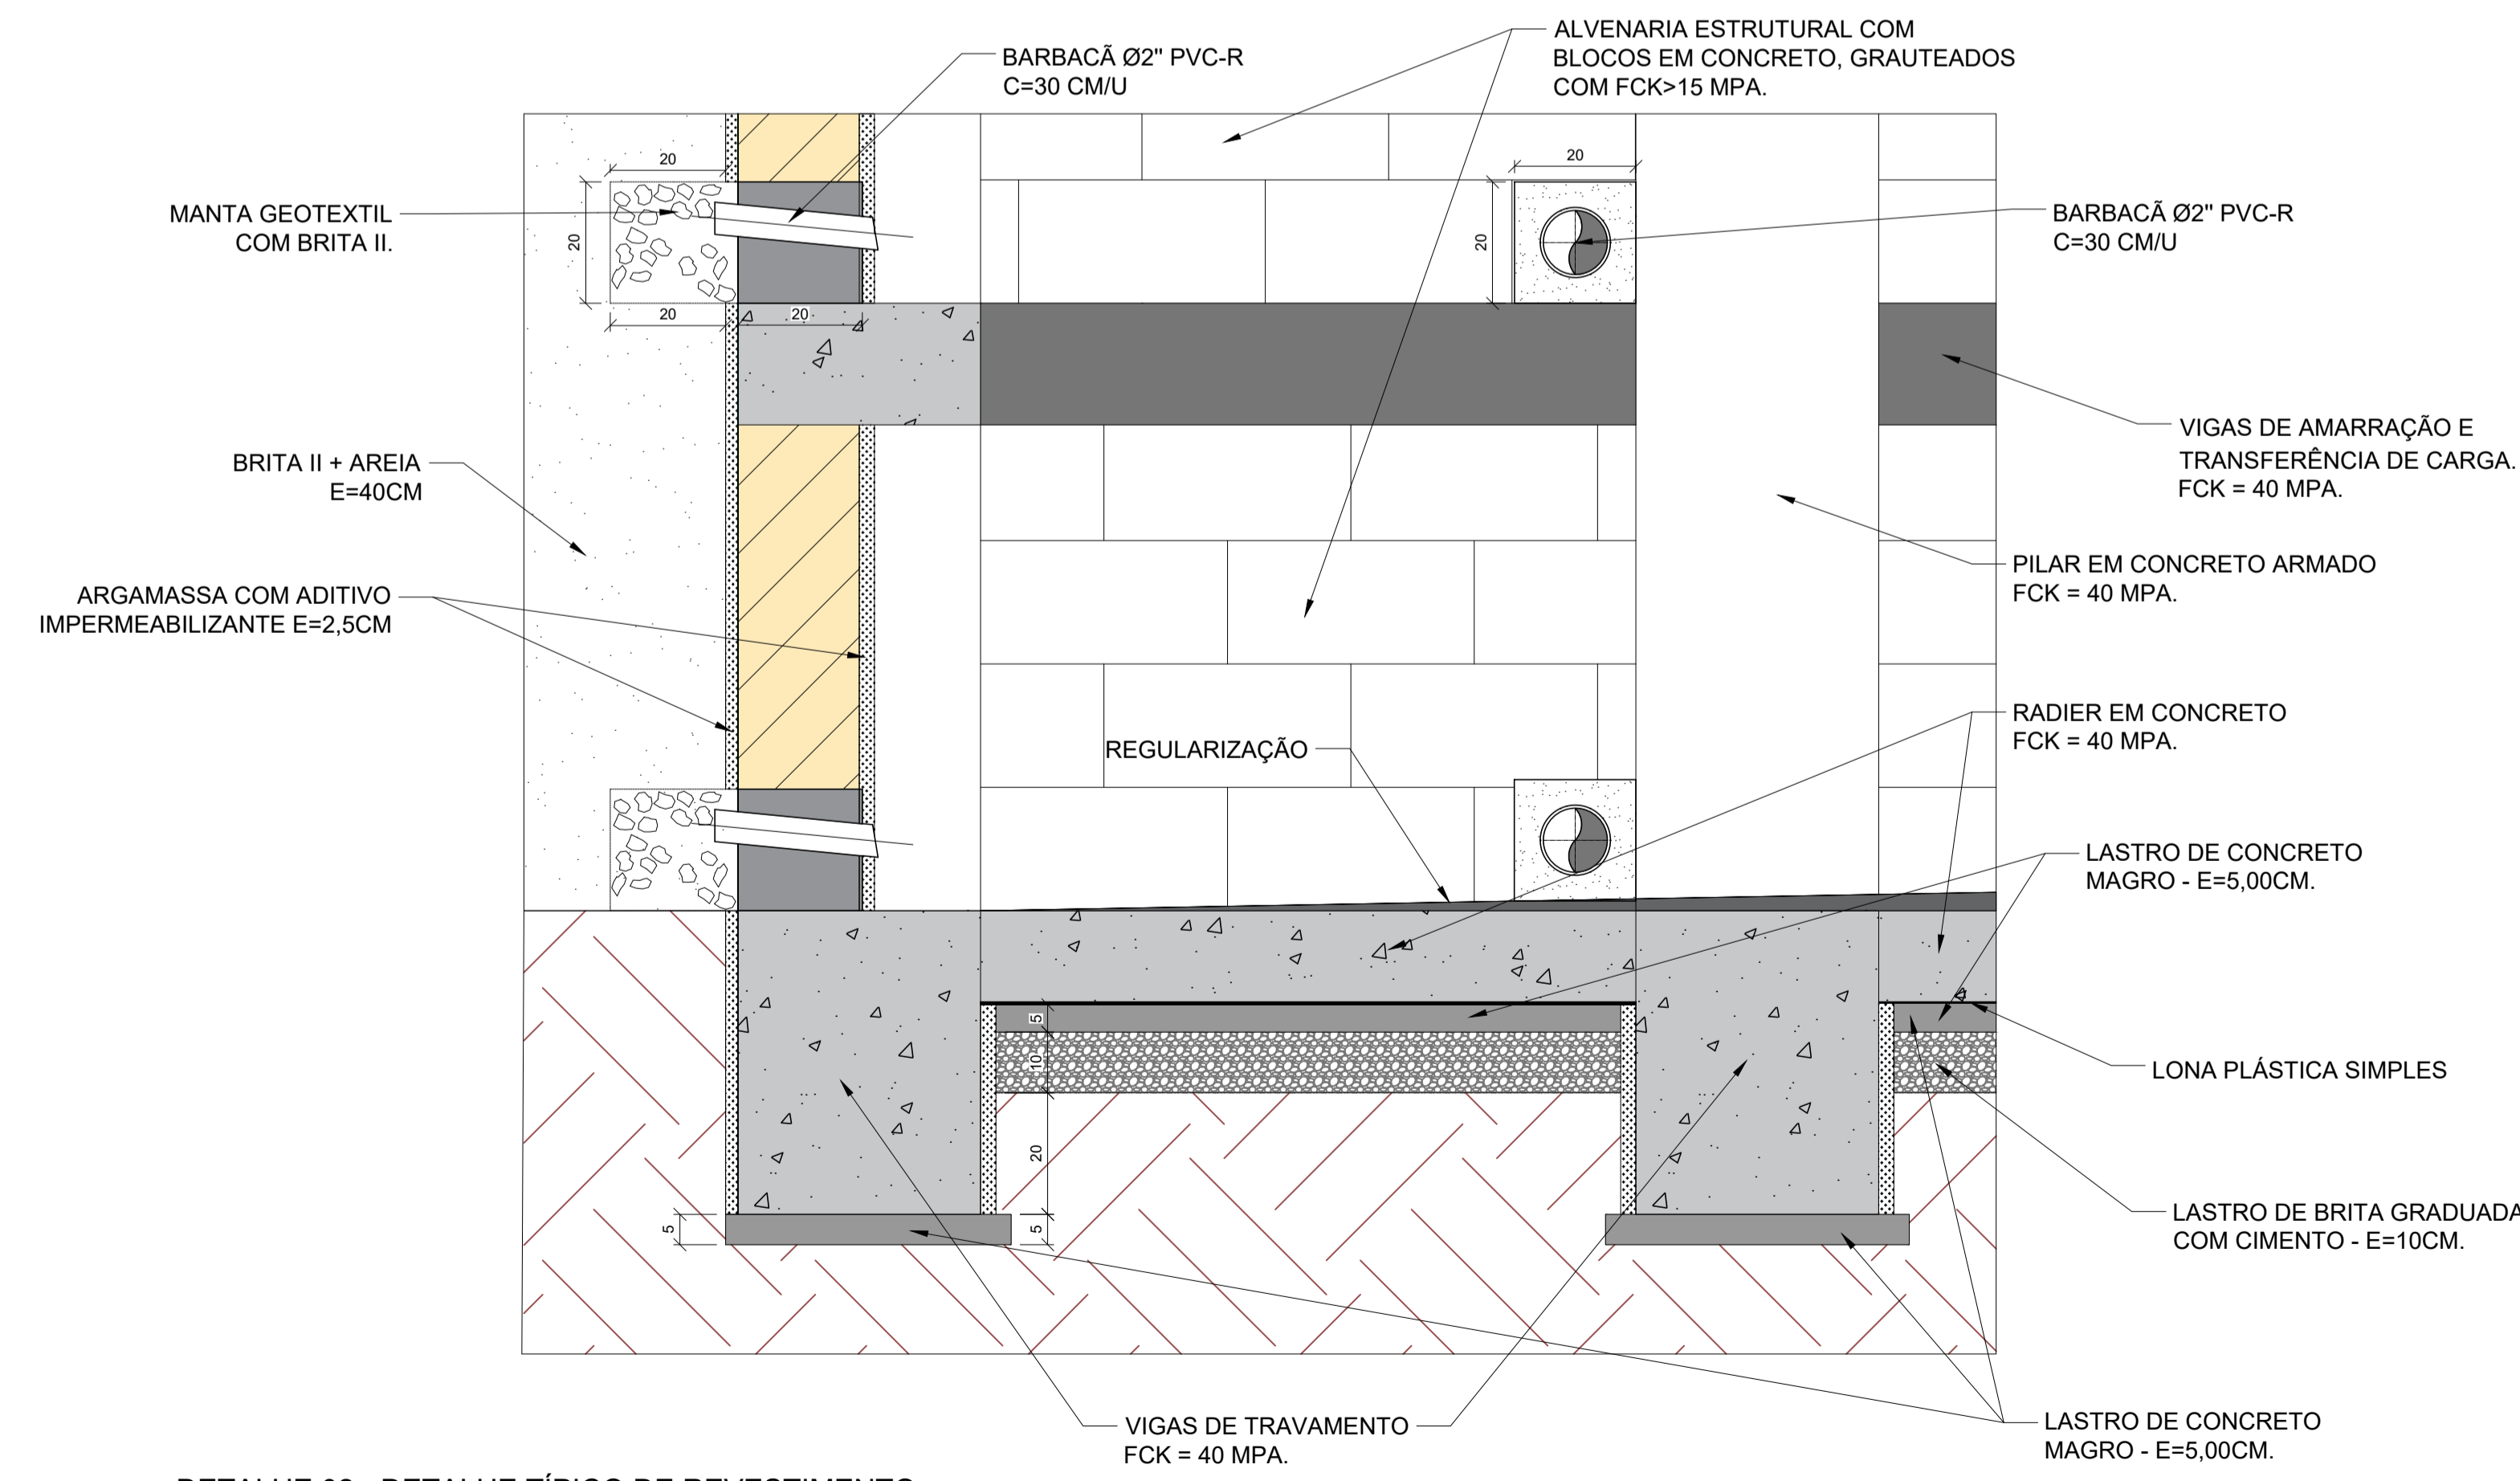 ALVENARIA ESTRUTURAL COM
BLOCOS EM CONCRETO, GRAUTEADOS
COM FCK>15 MPA.
BARBACÃ Ø2" PVC-R
C=30 CM/U
20
20
MANTA GEOTEXTIL
COM BRITA II.
20
20
BARBACÃ Ø2" PVC-R
C=30 CM/U
20
20
VIGAS DE AMARRAÇÃO E
TRANSFERÊNCIA DE CARGA.
FCK = 40 MPA.
BRITA II + AREIA
E=40CM
PILAR EM CONCRETO ARMADO
FCK = 40 MPA.
ARGAMASSA COM ADITIVO
IMPERMEABILIZANTE E=2,5CM
RADIER EM CONCRETO
FCK = 40 MPA.
REGULARIZAÇÃO
LASTRO DE CONCRETO
MAGRO - E=5,00CM.
5
10
LONA PLÁSTICA SIMPLES
20
LASTRO DE BRITA GRADUADA
COM CIMENTO - E=10CM.
5
5
VIGAS DE TRAVAMENTO
FCK = 40 MPA.
LASTRO DE CONCRETO
MAGRO - E=5,00CM.